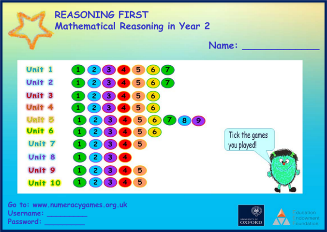 REASONING FIRST
Mathematical Reasoning in Year 2
Name: ________________
Unit 1 1 2 3 4 5 6 7
Unit 2 1 2 3 4 5 6 7
Unit 3 1 2 3 4 5 6
Unit 4 1 2 3 4 5 6
Unit 5 1 2 3 4 5 6 7 8 9
Unit 6 1 2 3 4 5 6
Unit 7 1 2 3 4 5
Unit 8 1 2 3 4
Unit 9 1 2 3 4 5
Unit 10 1 2 3 4 5
Tick the games
you played!
Go to: www.numeracygames.org.uk
Username: ________
Password: ________
OXFORD